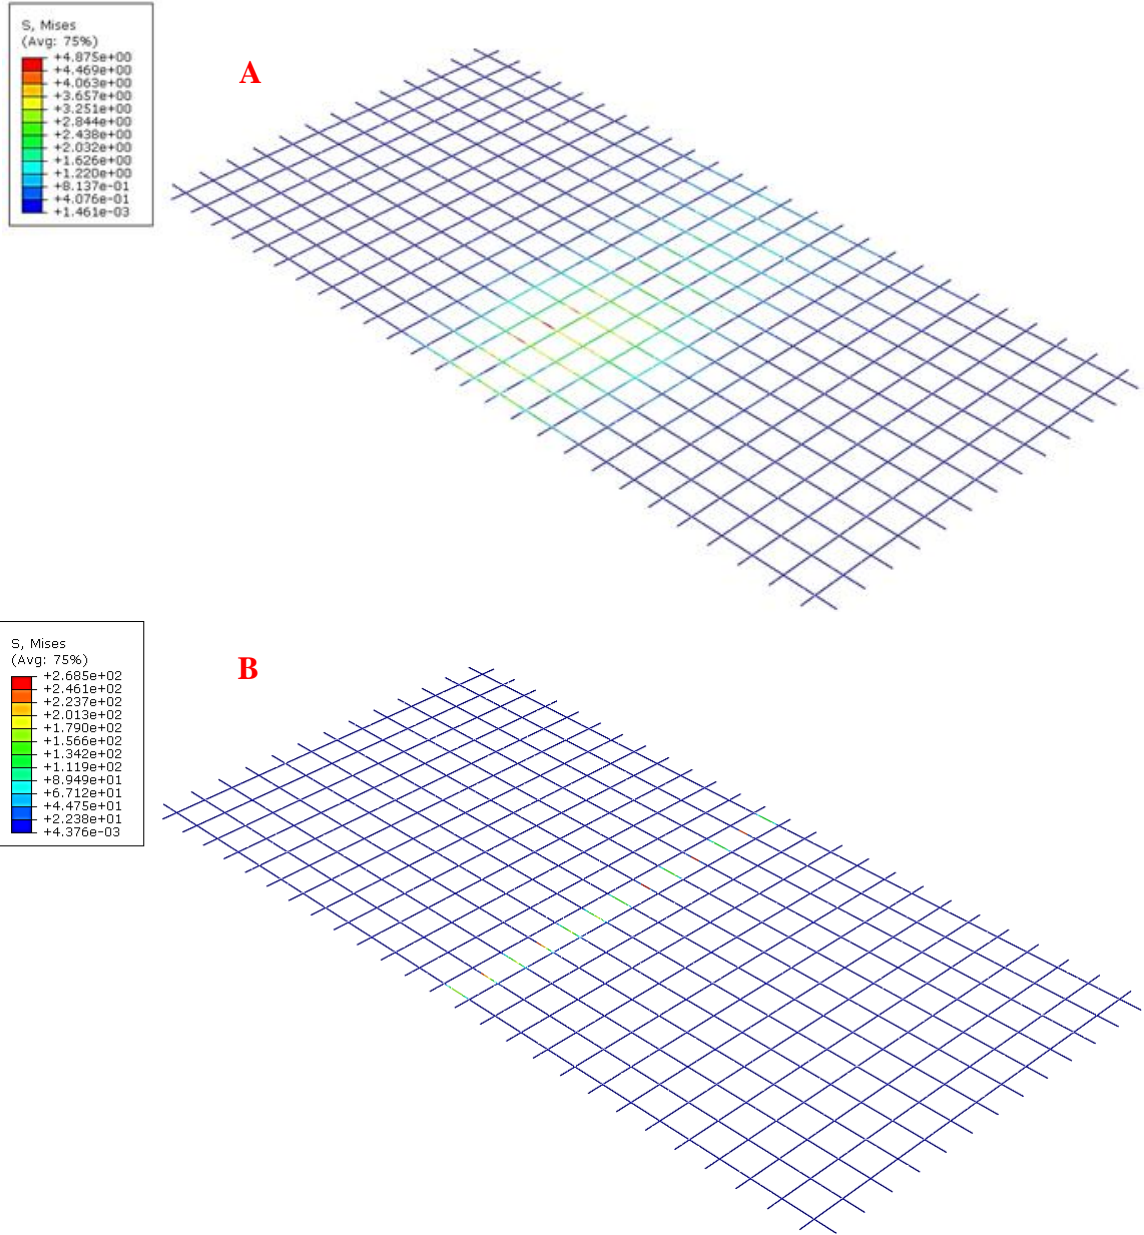 S, Mises
(Avg: 75%)
+4.875e+00
+4.469e+00
+4.063e+00
+3.657e+00
+3.251e+00
+2.844e+00
+2.438e+00
+2.032e+00
+1.626e+00
+1.220e+00
+8.137e-01
+4.076e-01
+1.461e-03
A
S, Mises
(Avg: 75%)
+2.685e+02
+2.461e+02
+2.237e+02
+2.013e+02
+1.790e+02
+1.566e+02
+1.342e+02
+1.119e+02
+8.949e+01
+6.712e+01
+4.475e+01
+2.238e+01
+4.376e-03
B